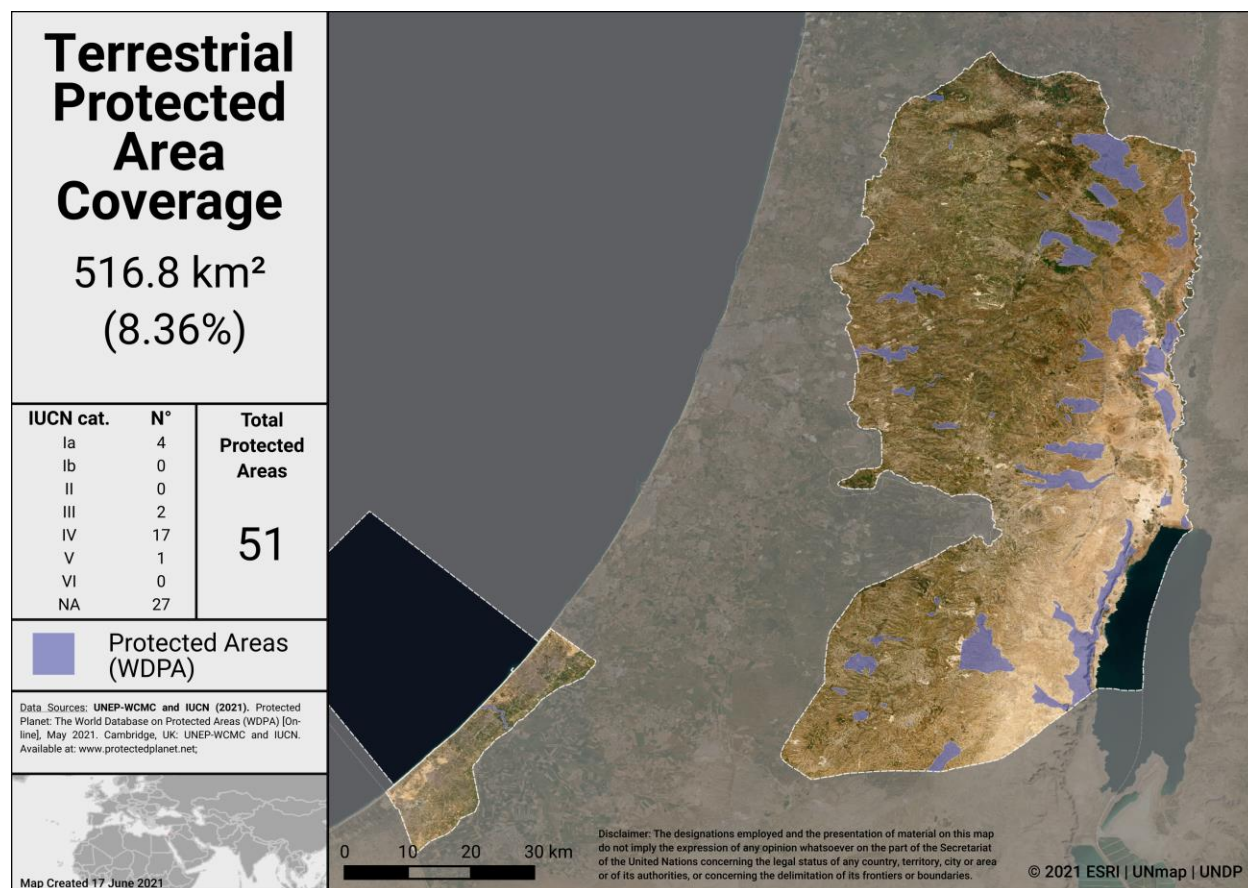 Terrestrial
Protected
Area
Coverage
516.8 km²
(8.36%)
IUCN cat. N°
Ia 4
Ib 0
II 0
III 2
IV 17
V 1
VI 0
NA 27
Total
Protected
Areas
51
Protected Areas
(WDPA)
Data Sources: UNEP-WCMC and IUCN (2021). Protected
Planet: The World Database on Protected Areas (WDPA) [On-
line], May 2021. Cambridge, UK: UNEP-WCMC and IUCN.
Available at: www.protectedplanet.net;
Map Created 17 June 2021
0 10 20 30 km
Disclaimer: The designations employed and the presentation of material on this map
do not imply the expression of any opinion whatsoever on the part of the Secretariat
of the United Nations concerning the legal status of any country, territory, city or area
or of its authorities, or concerning the delimitation of its frontiers or boundaries.
© 2021 ESRI | UNmap | UNDP